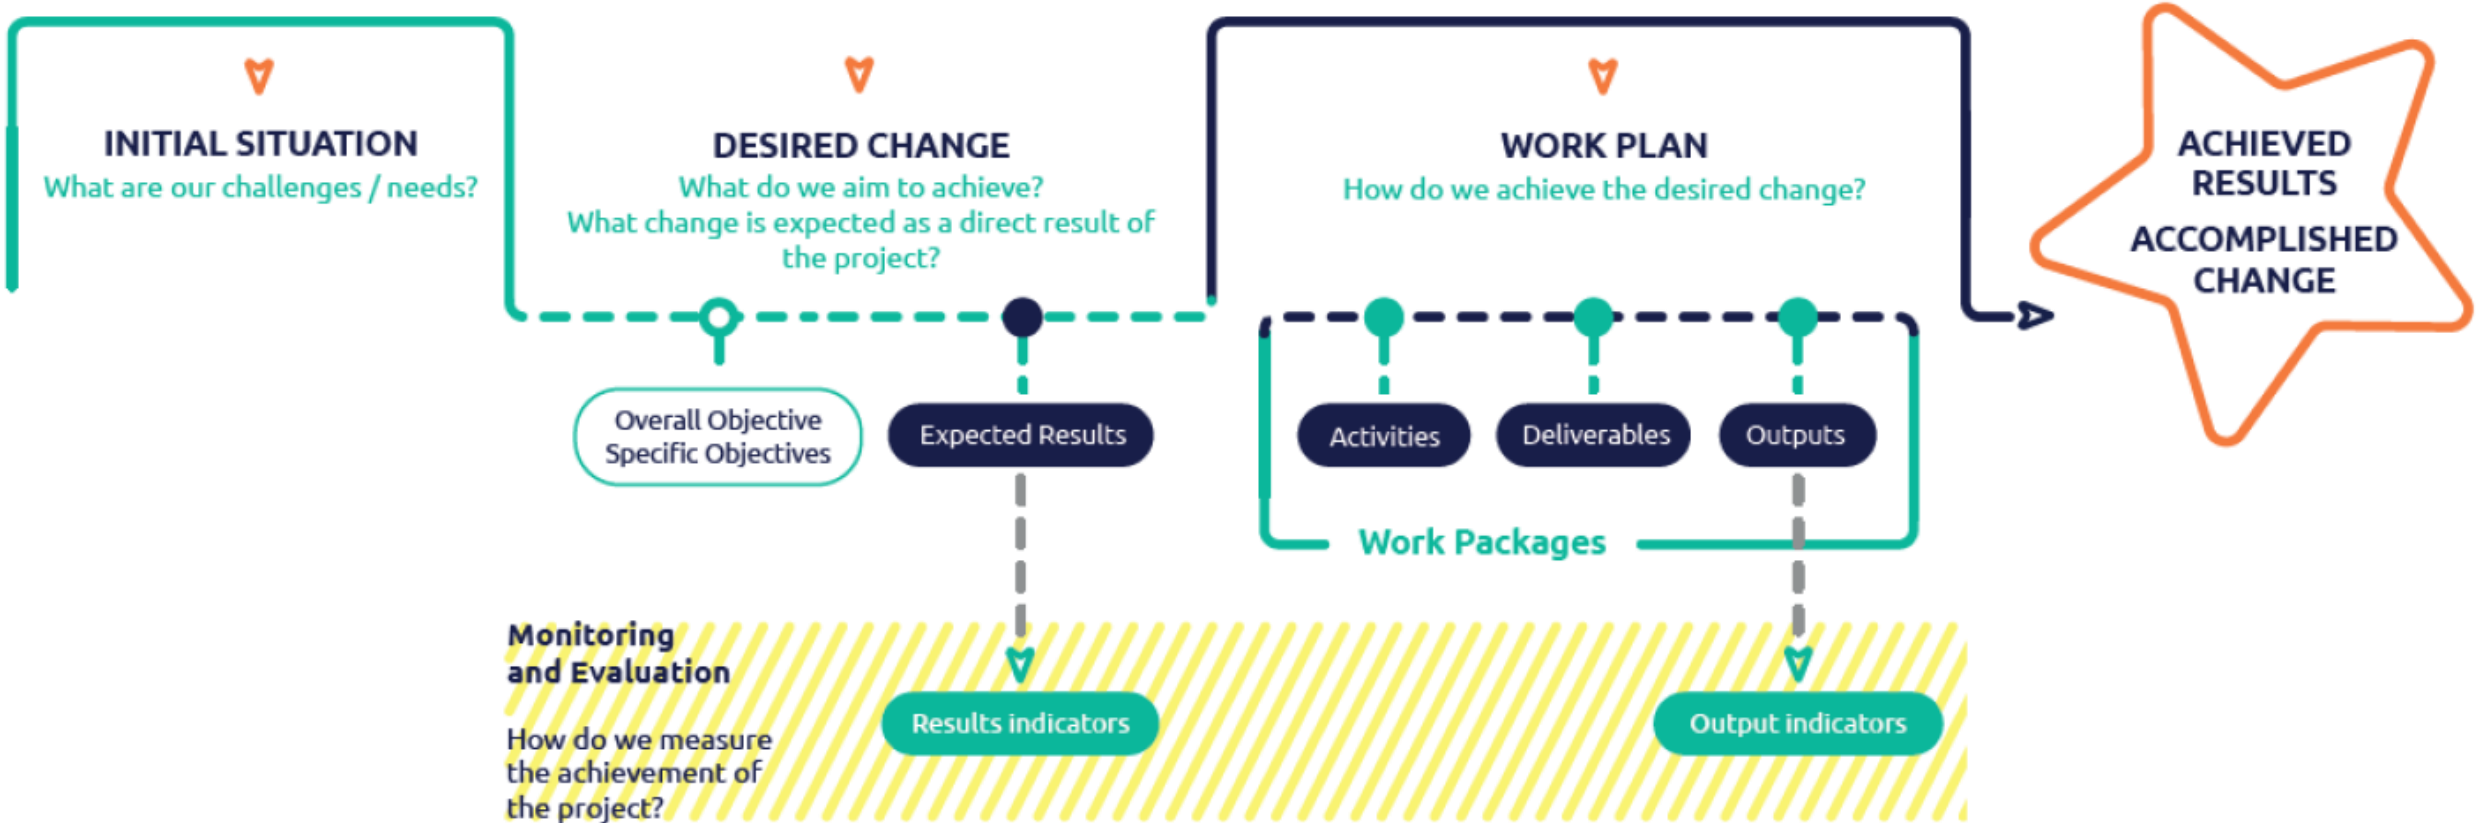 INITIAL SITUATION
What are our challenges / needs?
DESIRED CHANGE
What do we aim to achieve?
What change is expected as a direct result of
the project?
WORK PLAN
How do we achieve the desired change?
ACHIEVED
RESULTS
ACCOMPLISHED
CHANGE
Overall Objective
Specific Objectives
Expected Results
Activities
Deliverables
Outputs
Work Packages
Monitoring
and Evaluation
How do we measure
the achievement of
the project?
Results indicators
Output indicators